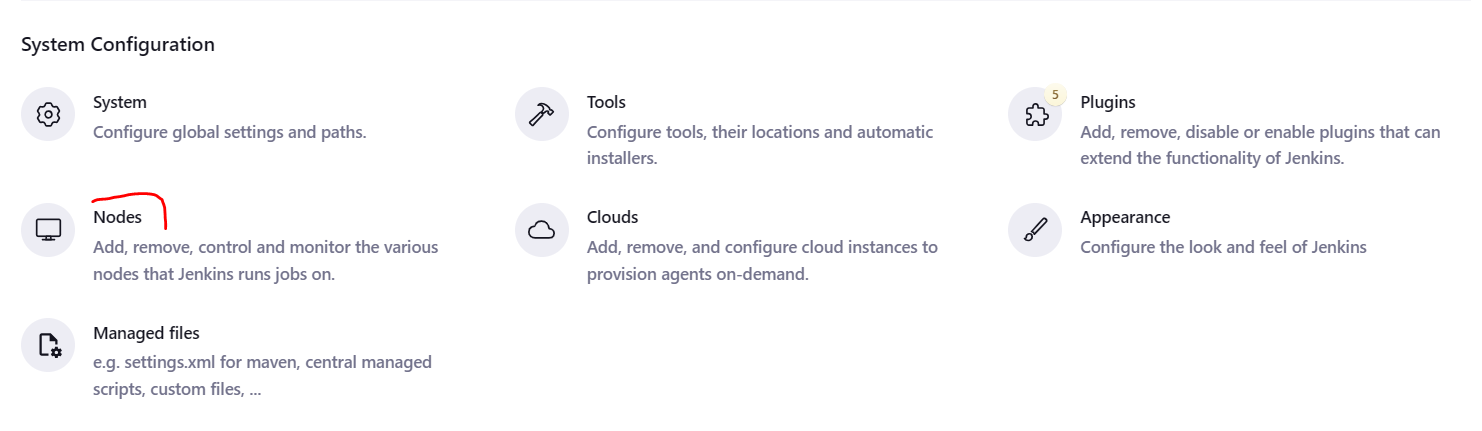 System Configuration
System
Configure global settings and paths.
Tools
Configure tools, their locations and automatic
installers.
5
Plugins
Add, remove, disable or enable plugins that can
extend the functionality of Jenkins.
Nodes
Add, remove, control and monitor the various
nodes that Jenkins runs jobs on.
Clouds
Add, remove, and configure cloud instances to
provision agents on-demand.
Appearance
Configure the look and feel of Jenkins
Managed files
e.g. settings.xml for maven, central managed
scripts, custom files, ...